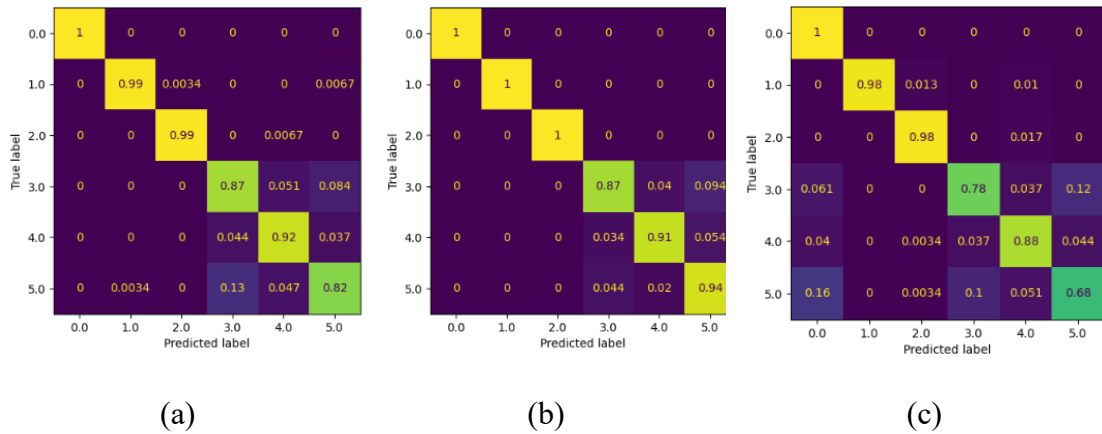 0.0 1 0 0 0 0 0
1.0 0 0.99 0.0034 0 0 0.0067
2.0 0 0 0.99 0 0.0067 0
3.0 0 0 0 0.87 0.051 0.084
4.0 0 0 0 0.044 0.92 0.037
5.0 0 0.0034 0 0.13 0.047 0.82
0.0 1.0 2.0 3.0 4.0 5.0
True label
Predicted label
(a)
0.0 1 0 0 0 0 0
1.0 0 1 0 0 0 0
2.0 0 0 1 0 0 0
3.0 0 0 0 0.87 0.04 0.094
4.0 0 0 0 0.034 0.91 0.054
5.0 0 0 0 0.044 0.02 0.94
0.0 1.0 2.0 3.0 4.0 5.0
True label
Predicted label
(b)
0.0 1 0 0 0 0 0
1.0 0 0.98 0.013 0 0.01 0
2.0 0 0 0.98 0 0.017 0
3.0 0.061 0 0 0.78 0.037 0.12
4.0 0.04 0 0.0034 0.037 0.88 0.044
5.0 0.16 0 0.0034 0.1 0.051 0.68
0.0 1.0 2.0 3.0 4.0 5.0
True label
Predicted label
(c)